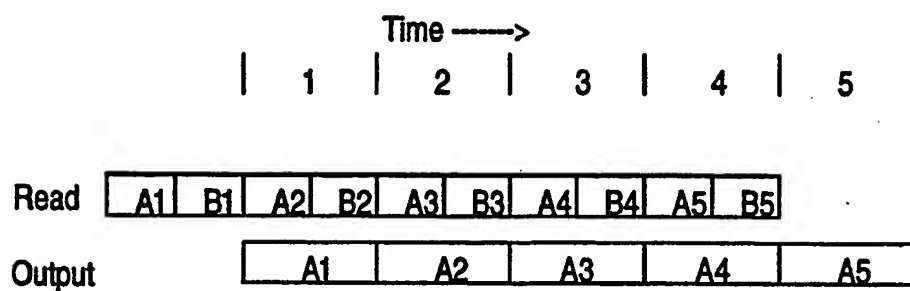 Time ------>
| 1 | 2 | 3 | 4 | 5
Read A1 B1 A2 B2 A3 B3 A4 B4 A5 B5
Output A1 A2 A3 A4 A5